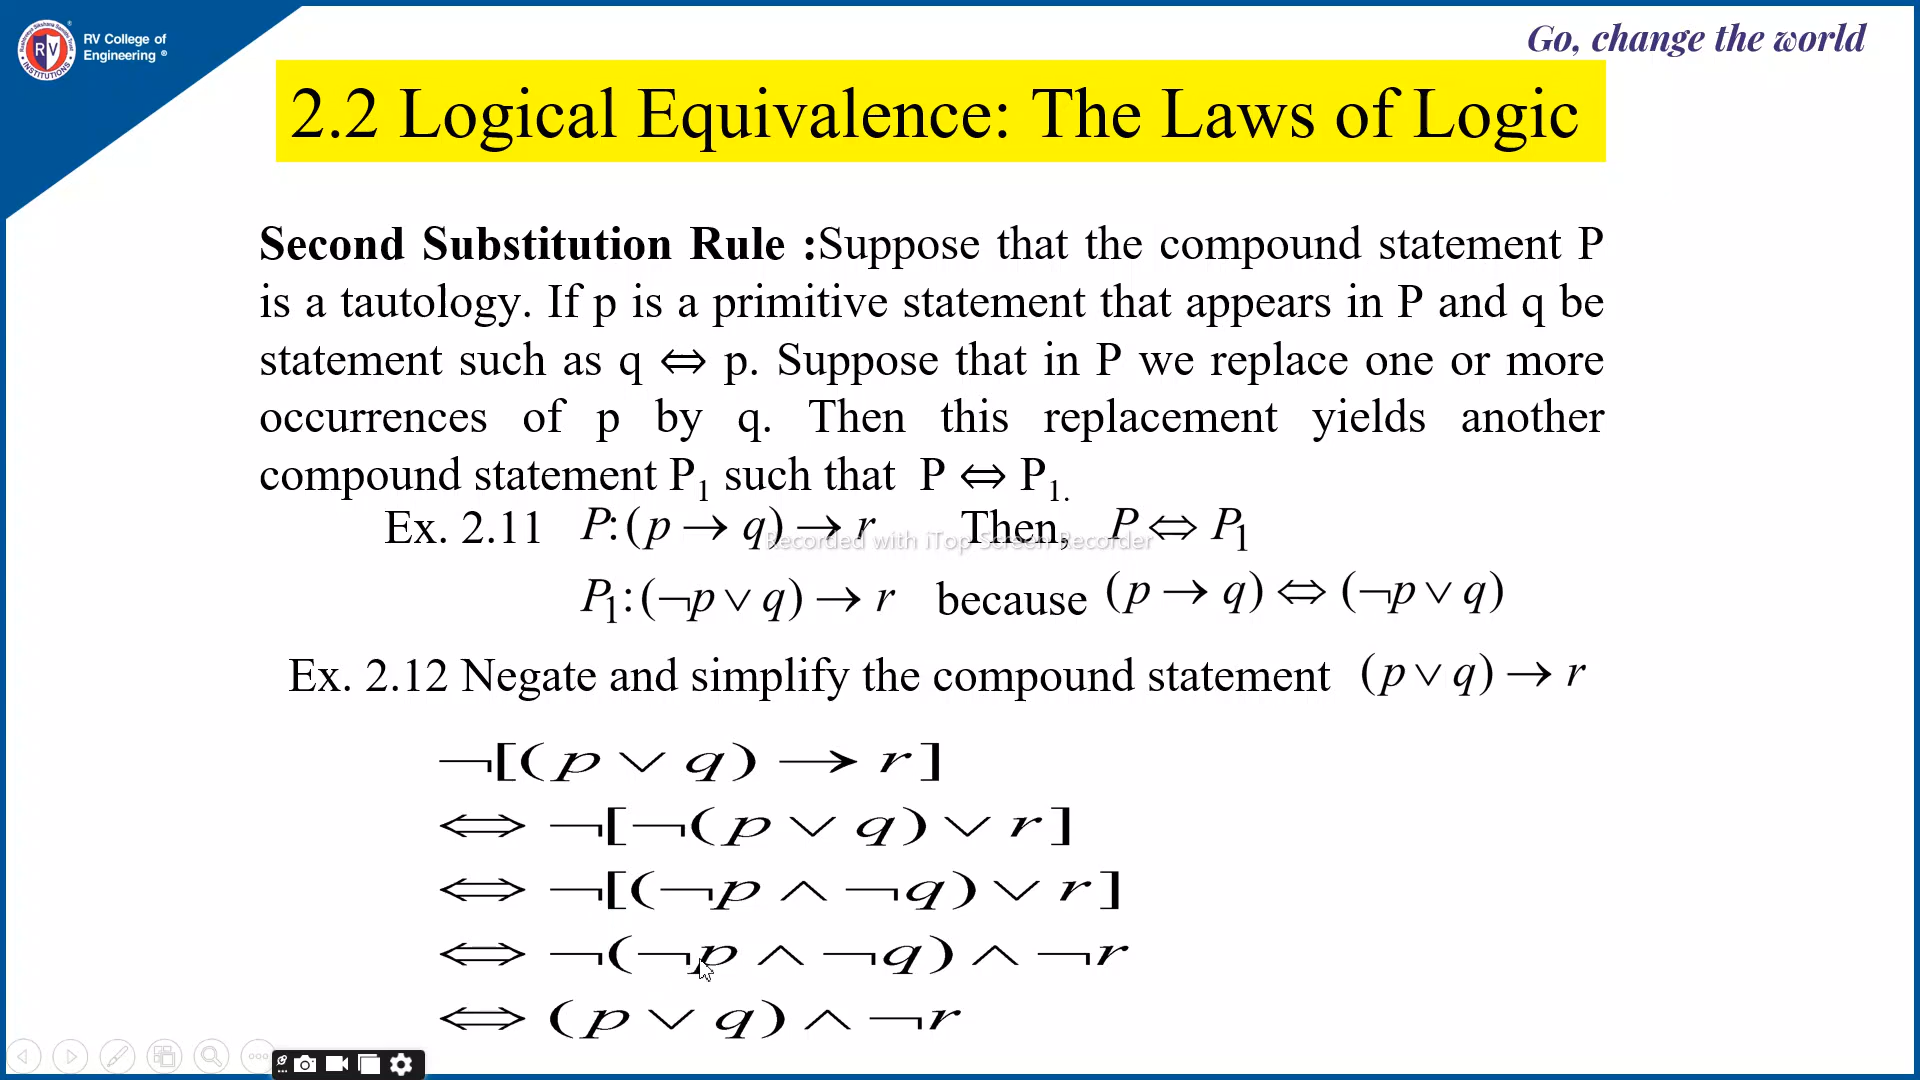 RV College of
Engineering ®
Go, change the world
2.2 Logical Equivalence: The Laws of Logic
Second Substitution Rule :Suppose that the compound statement P
is a tautology. If p is a primitive statement that appears in P and q be
statement such as q ⇔ p. Suppose that in P we replace one or more
occurrences of p by q. Then this replacement yields another
compound statement P₁ such that P ⇔ P₁.
Ex. 2.11 P:(p → q) → r Then, P ⇔ P₁
Recorded with iTop Screen Recorder
P₁:(¬p ∨ q) → r because (p → q) ⇔ (¬p ∨ q)
Ex. 2.12 Negate and simplify the compound statement (p ∨ q) → r
¬[(p ∨ q) → r]
⇔ ¬[¬(p ∨ q) ∨ r]
⇔ ¬[(¬p ∧ ¬q) ∨ r]
⇔ ¬(¬p ∧ ¬q) ∧ ¬r
⇔ (p ∨ q) ∧ ¬r